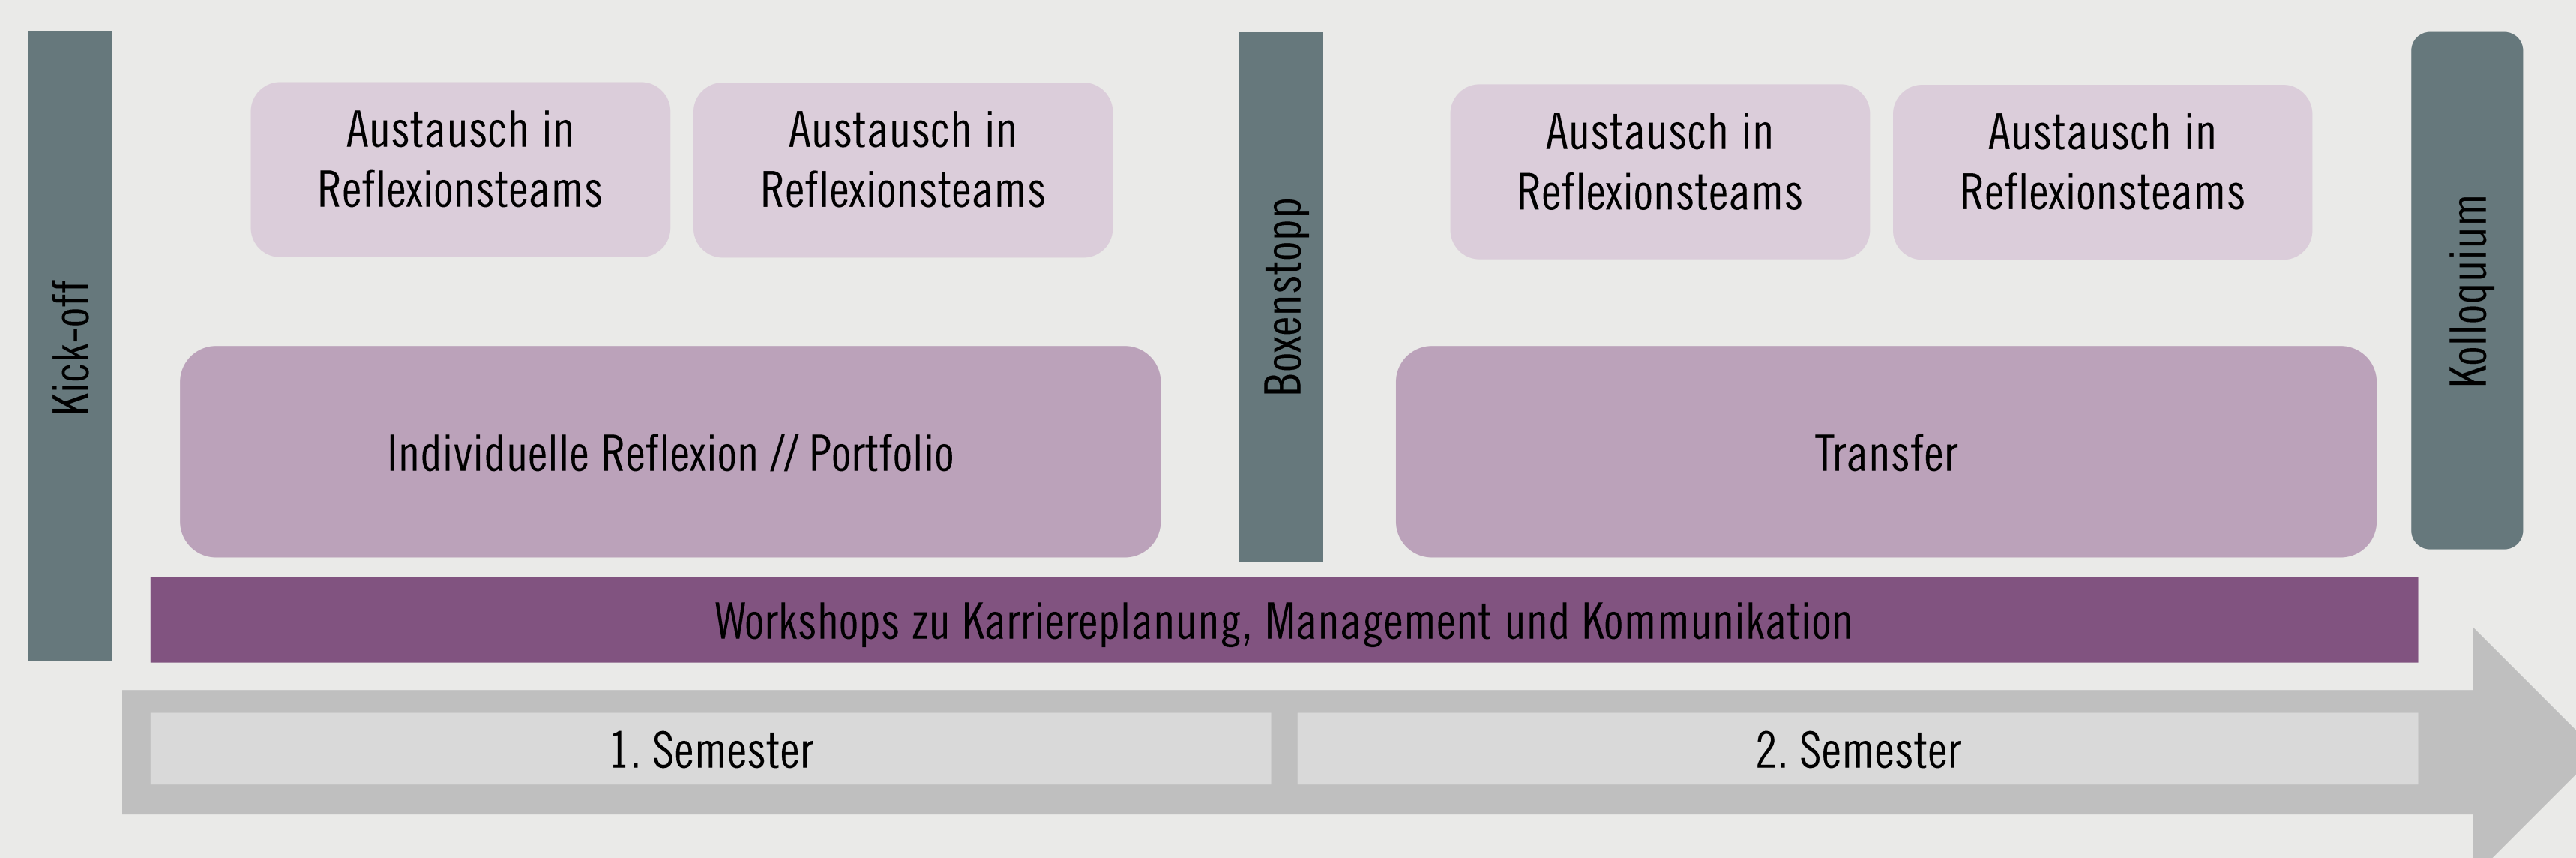 Kick-off
Austausch in
Reflexionsteams
Austausch in
Reflexionsteams
Individuelle Reflexion // Portfolio
Boxenstopp
Austausch in
Reflexionsteams
Austausch in
Reflexionsteams
Transfer
Kolloquium
Workshops zu Karriereplanung, Management und Kommunikation
1. Semester
2. Semester